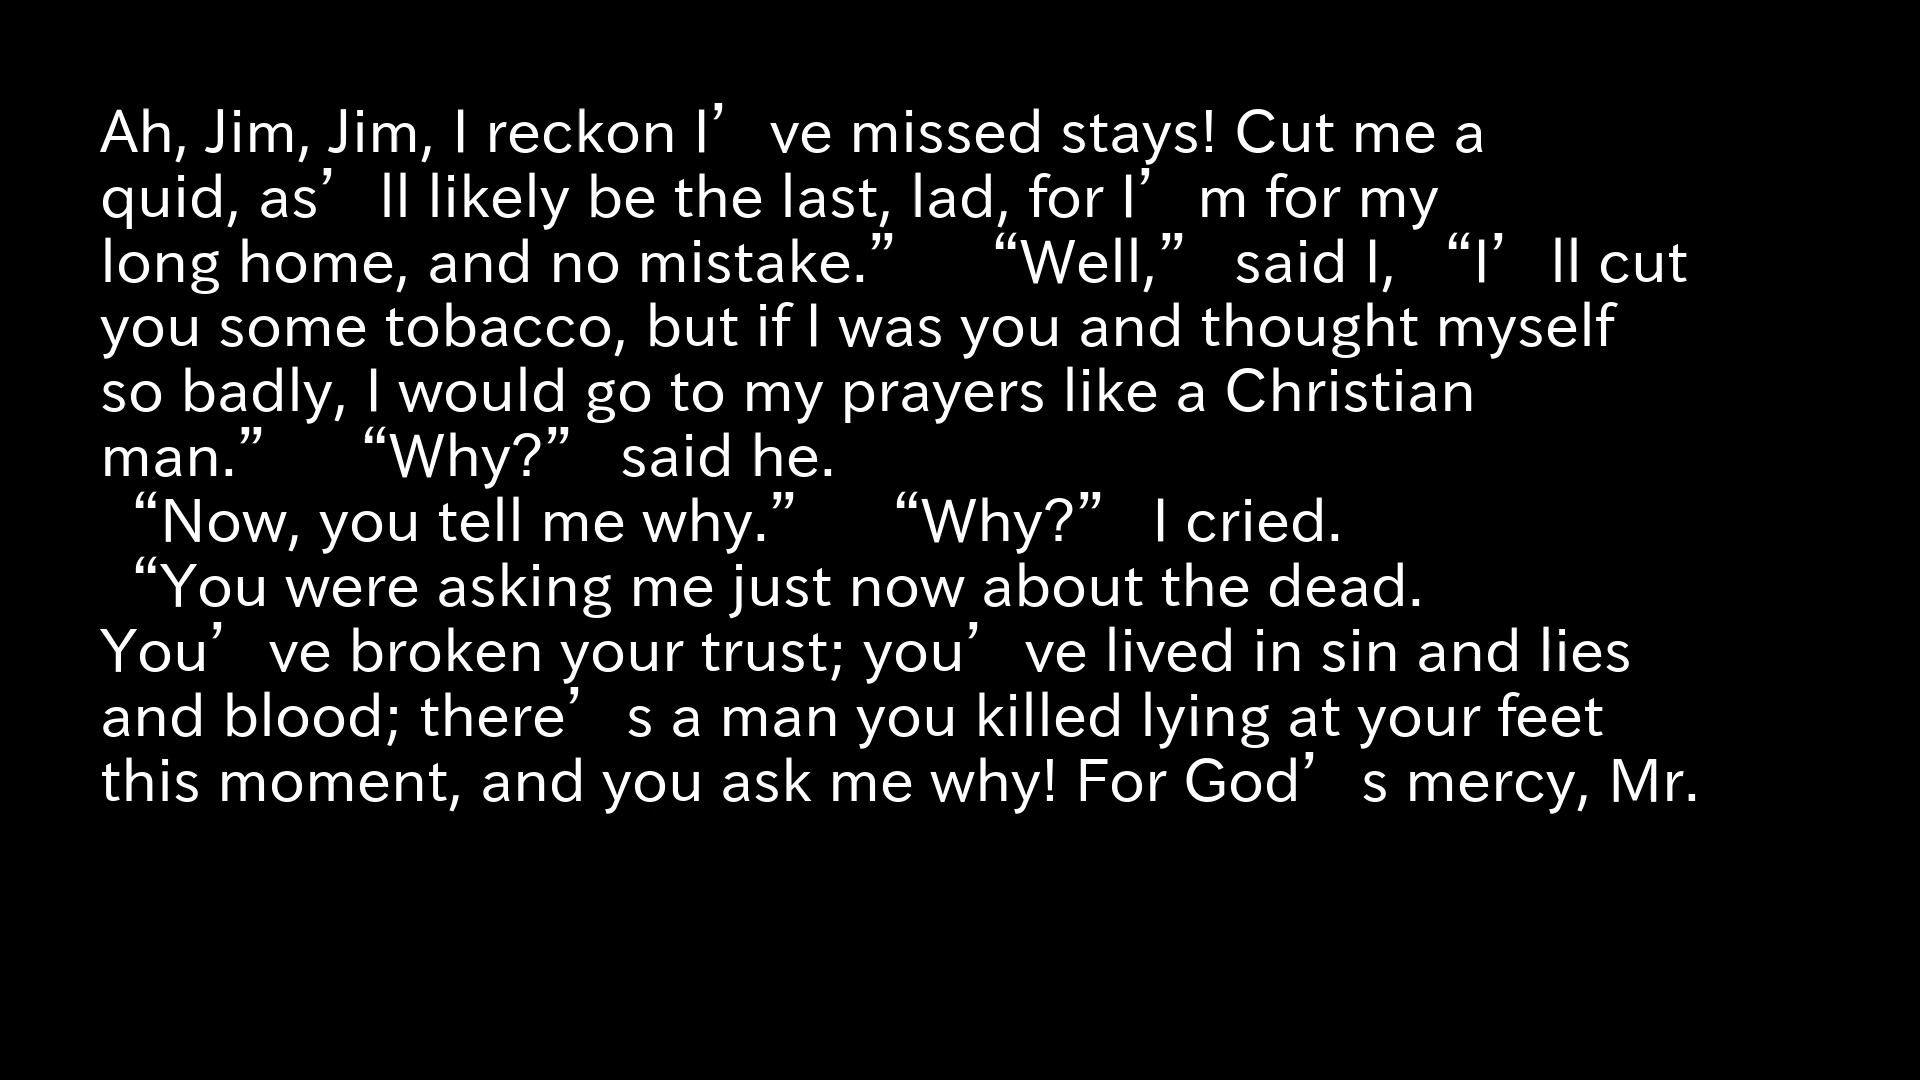 Ah, Jim, Jim, I reckon I’ve missed stays! Cut me a
quid, as’ll likely be the last, lad, for I’m for my
long home, and no mistake.” “Well,” said I, “I’ll cut
you some tobacco, but if I was you and thought myself
so badly, I would go to my prayers like a Christian
man.” “Why?” said he.
“Now, you tell me why.” “Why?” I cried.
“You were asking me just now about the dead.
You’ve broken your trust; you’ve lived in sin and lies
and blood; there’s a man you killed lying at your feet
this moment, and you ask me why! For God’s mercy, Mr.